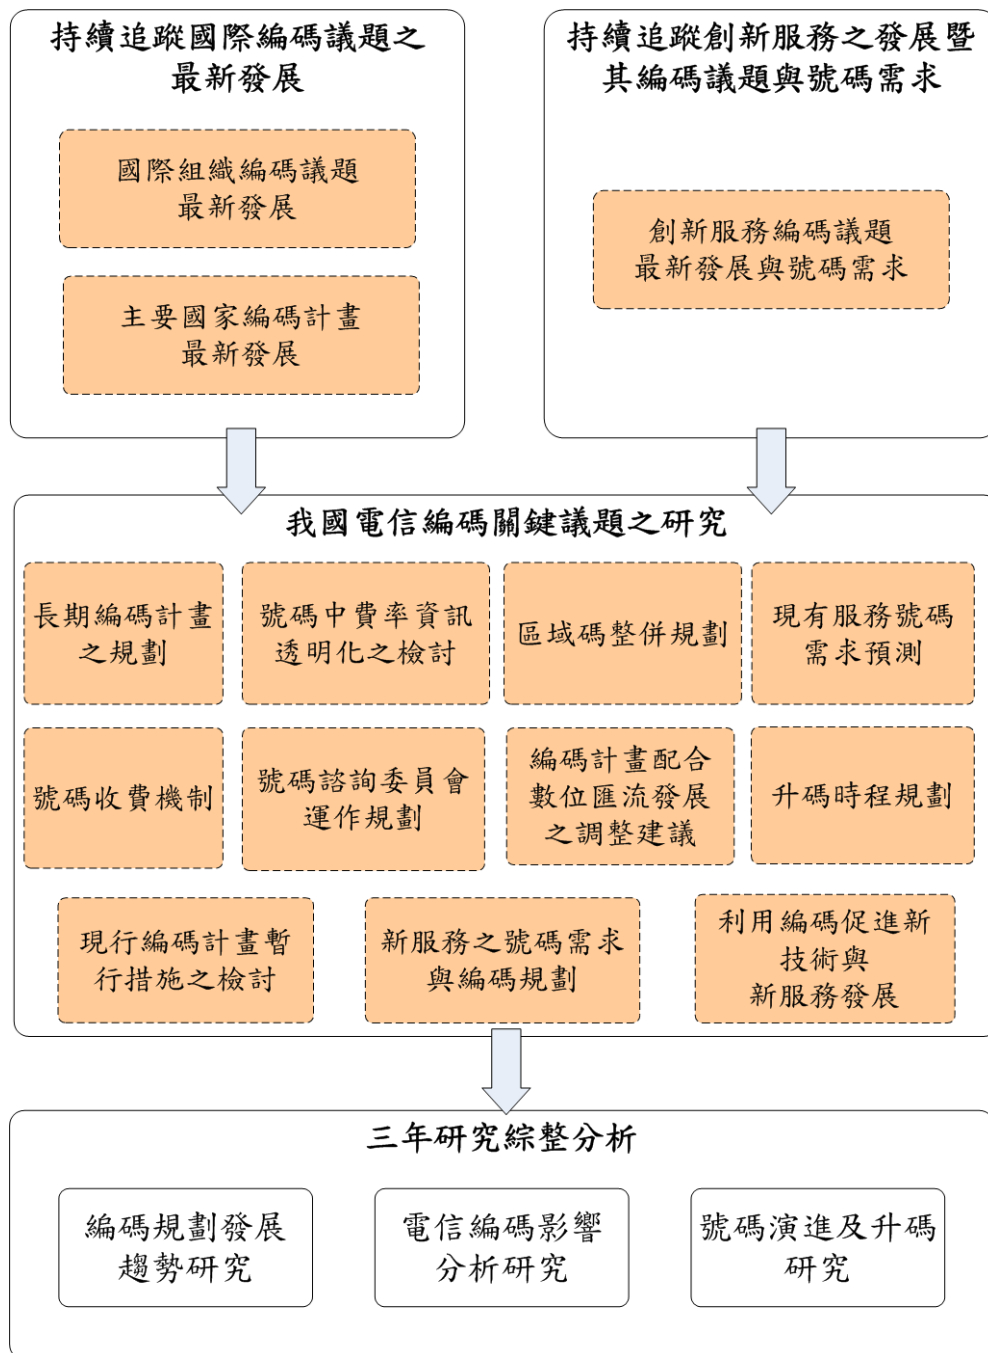 持續追蹤國際編碼議題之
最新發展
國際組織編碼議題
最新發展
主要國家編碼計畫
最新發展
持續追蹤創新服務之發展暨
其編碼議題與號碼需求
創新服務編碼議題
最新發展與號碼需求
我國電信編碼關鍵議題之研究
長期編碼計畫
之規劃
號碼中費率資訊
透明化之檢討
區域碼整併規劃
現有服務號碼
需求預測
號碼收費機制
號碼諮詢委員會
運作規劃
編碼計畫配合
數位匯流發展
之調整建議
升碼時程規劃
現行編碼計畫暫
行措施之檢討
新服務之號碼需求
與編碼規劃
利用編碼促進新
技術與
新服務發展
三年研究綜整分析
編碼規劃發展
趨勢研究
電信編碼影響
分析研究
號碼演進及升碼
研究